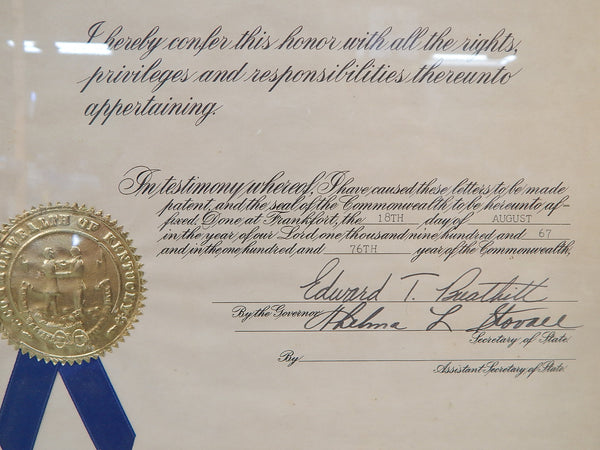 I hereby confer this honor with all the rights,
privileges and responsibilities thereunto
appertaining.
In testimony whereof, I have caused these letters to be made
patent, and the seal of the Commonwealth to be hereunto af-
fixed. Done at Frankfort, the 18TH day of AUGUST
in the year of our Lord one thousand nine hundred and 67
and in the one hundred and 76TH year of the Commonwealth.
Edward T. Breathitt
By the Governor Thelma L Stovall
Secretary of State
By
Assistant Secretary of State.
WEALTH OF KENTUCKY